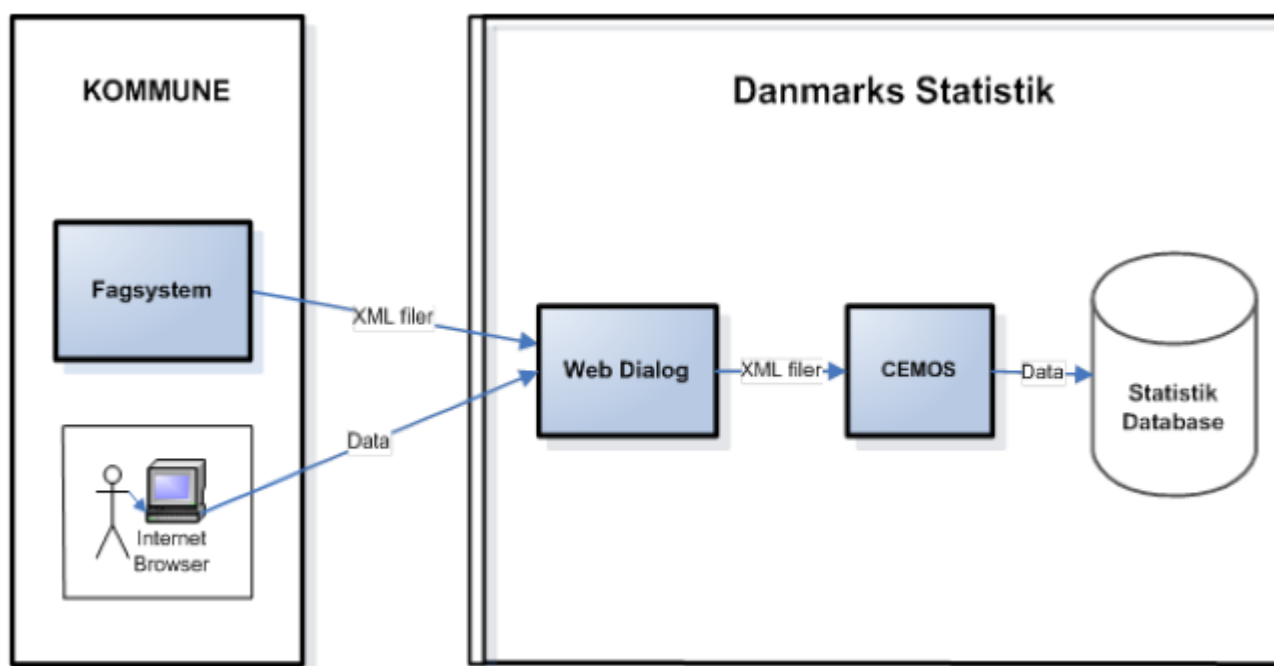 KOMMUNE
Fagsystem
XML filer
Data
Internet
Browser
Danmarks Statistik
Web Dialog
XML filer
CEMOS
Data
Statistik
Database